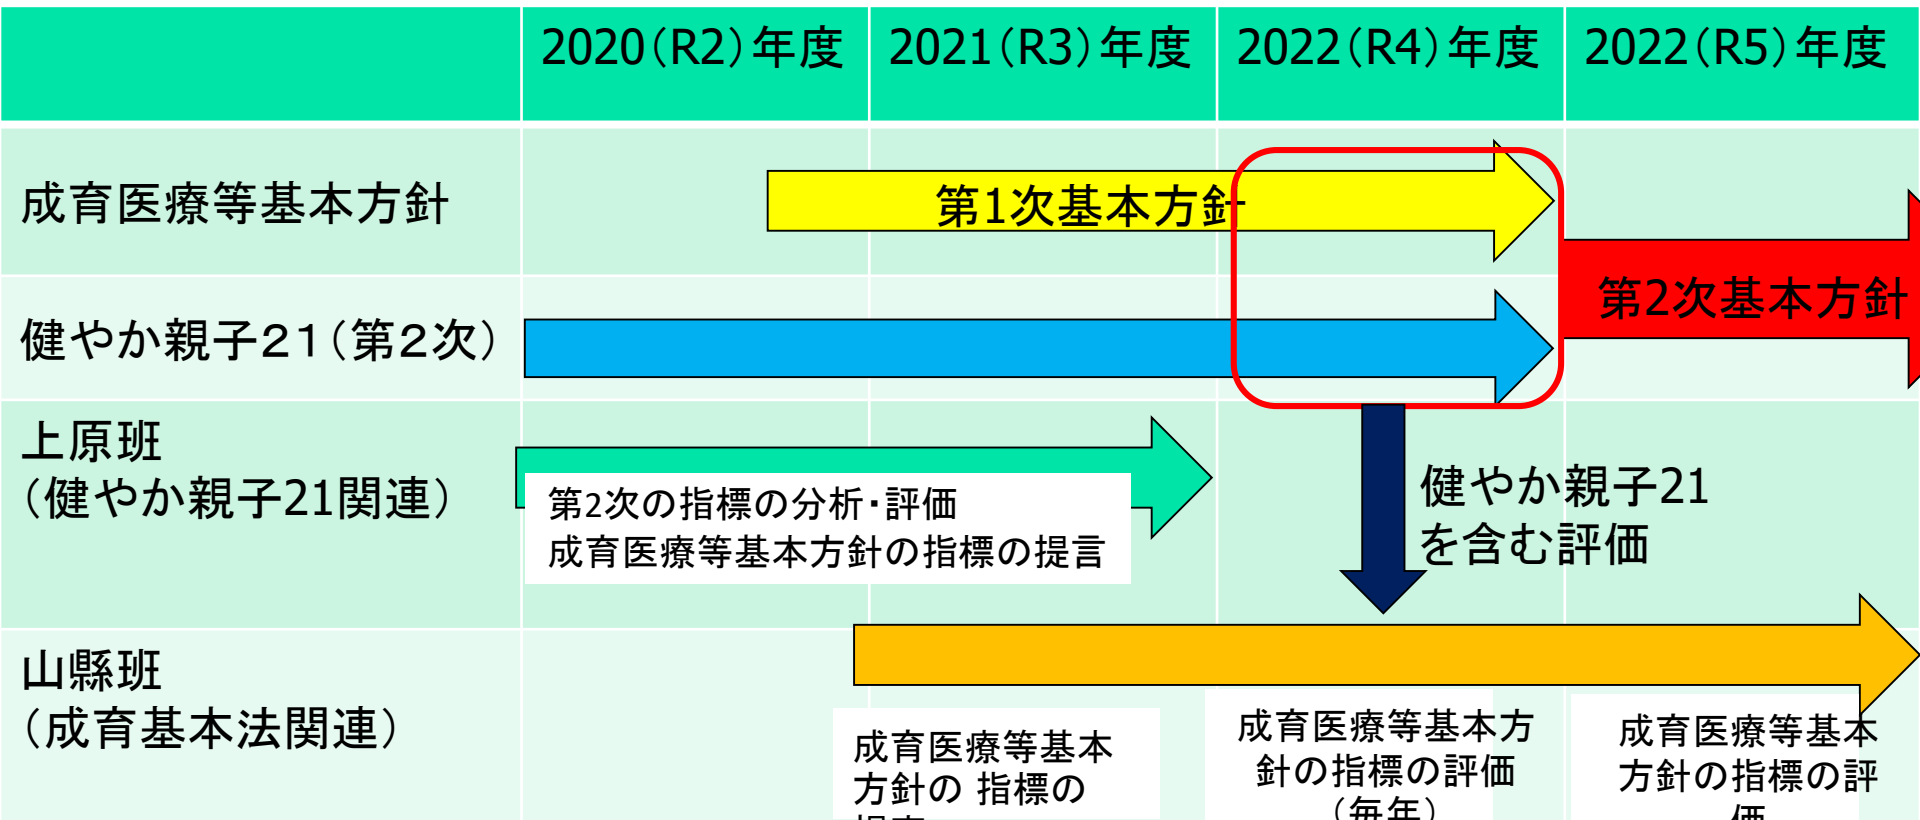 2020（R2）年度
2021（R3）年度
2022（R4）年度
2022（R5）年度
成育医療等基本方針
第1次基本方針
第2次基本方針
健やか親子２１（第２次）
上原班
（健やか親子21関連）
第2次の指標の分析・評価
成育医療等基本方針の指標の提言
健やか親子21
を含む評価
山縣班
（成育基本法関連）
成育医療等基本
方針の 指標の
成育医療等基本方
針の指標の評価
（毎年）
成育医療等基本
方針の指標の評
価